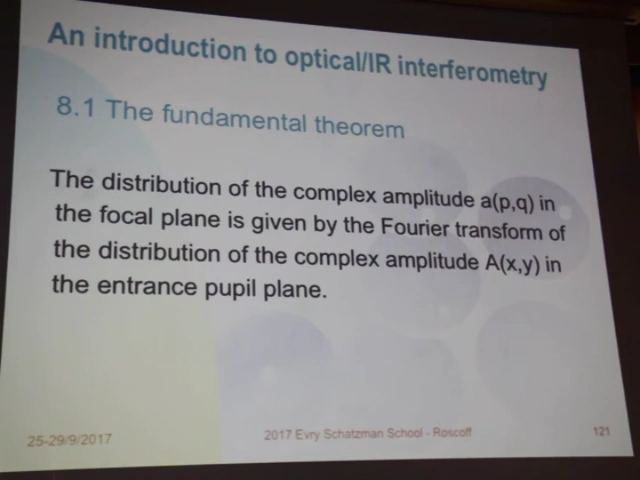 An introduction to optical/IR interferometry
8.1 The fundamental theorem
The distribution of the complex amplitude a(p,q) in
the focal plane is given by the Fourier transform of
the distribution of the complex amplitude A(x,y) in
the entrance pupil plane.
25-29/9/2017
2017 Evry Schatzman School - Roscoff
121